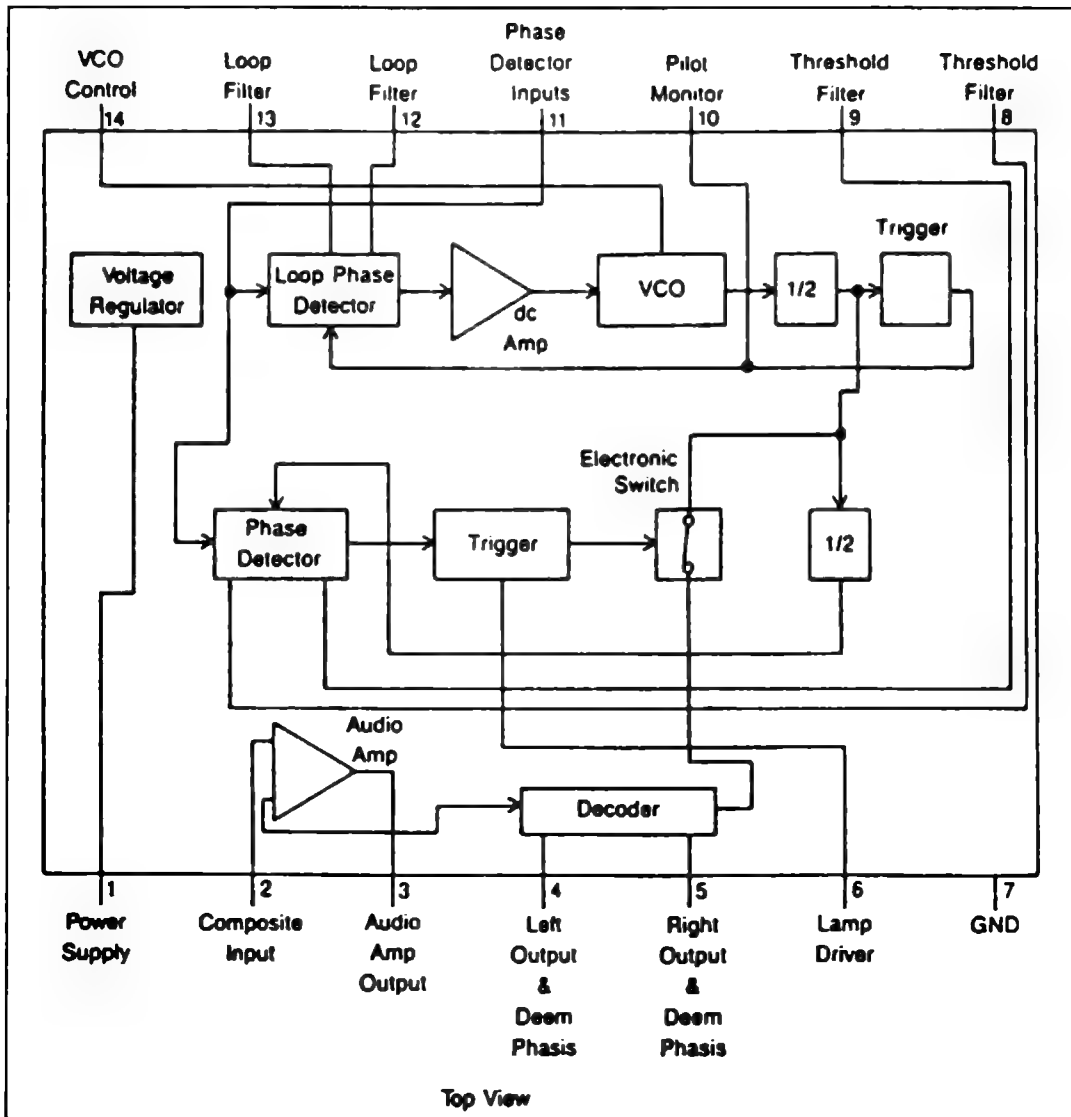 VCO
Control
Loop
Filter
Loop
Filter
Phase
Detector
Inputs
Pilot
Monitor
Threshold
Filter
Threshold
Filter
14
13
12
11
10
9
8
Voltage
Regulator
Loop Phase
Detector
dc
Amp
VCO
1/2
Trigger
Phase
Detector
Trigger
Electronic
Switch
1/2
Audio
Amp
Decoder
1
2
3
4
5
6
7
Power
Supply
Composite
Input
Audio
Amp
Output
Left
Output
&
Deem
Phasis
Right
Output
&
Deem
Phasis
Lamp
Driver
GND
Top View